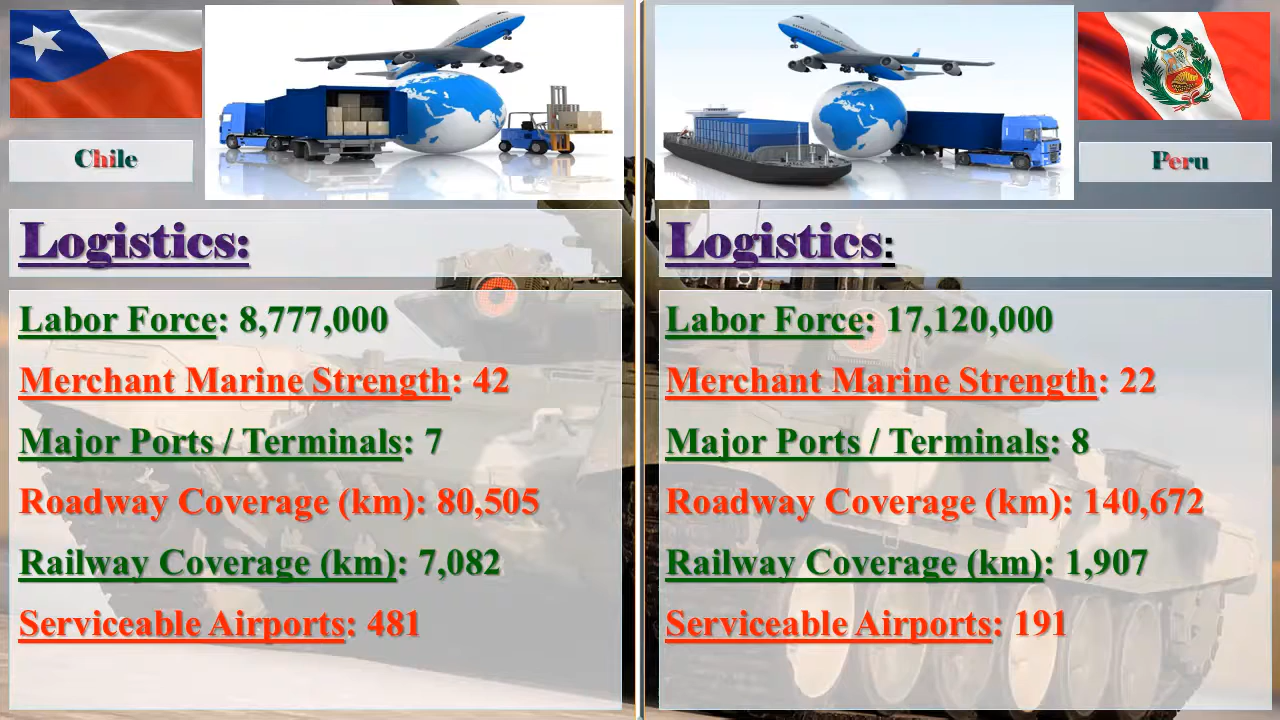 Chile
Logistics:
Labor Force: 8,777,000
Merchant Marine Strength: 42
Major Ports / Terminals: 7
Roadway Coverage (km): 80,505
Railway Coverage (km): 7,082
Serviceable Airports: 481
Peru
Logistics:
Labor Force: 17,120,000
Merchant Marine Strength: 22
Major Ports / Terminals: 8
Roadway Coverage (km): 140,672
Railway Coverage (km): 1,907
Serviceable Airports: 191